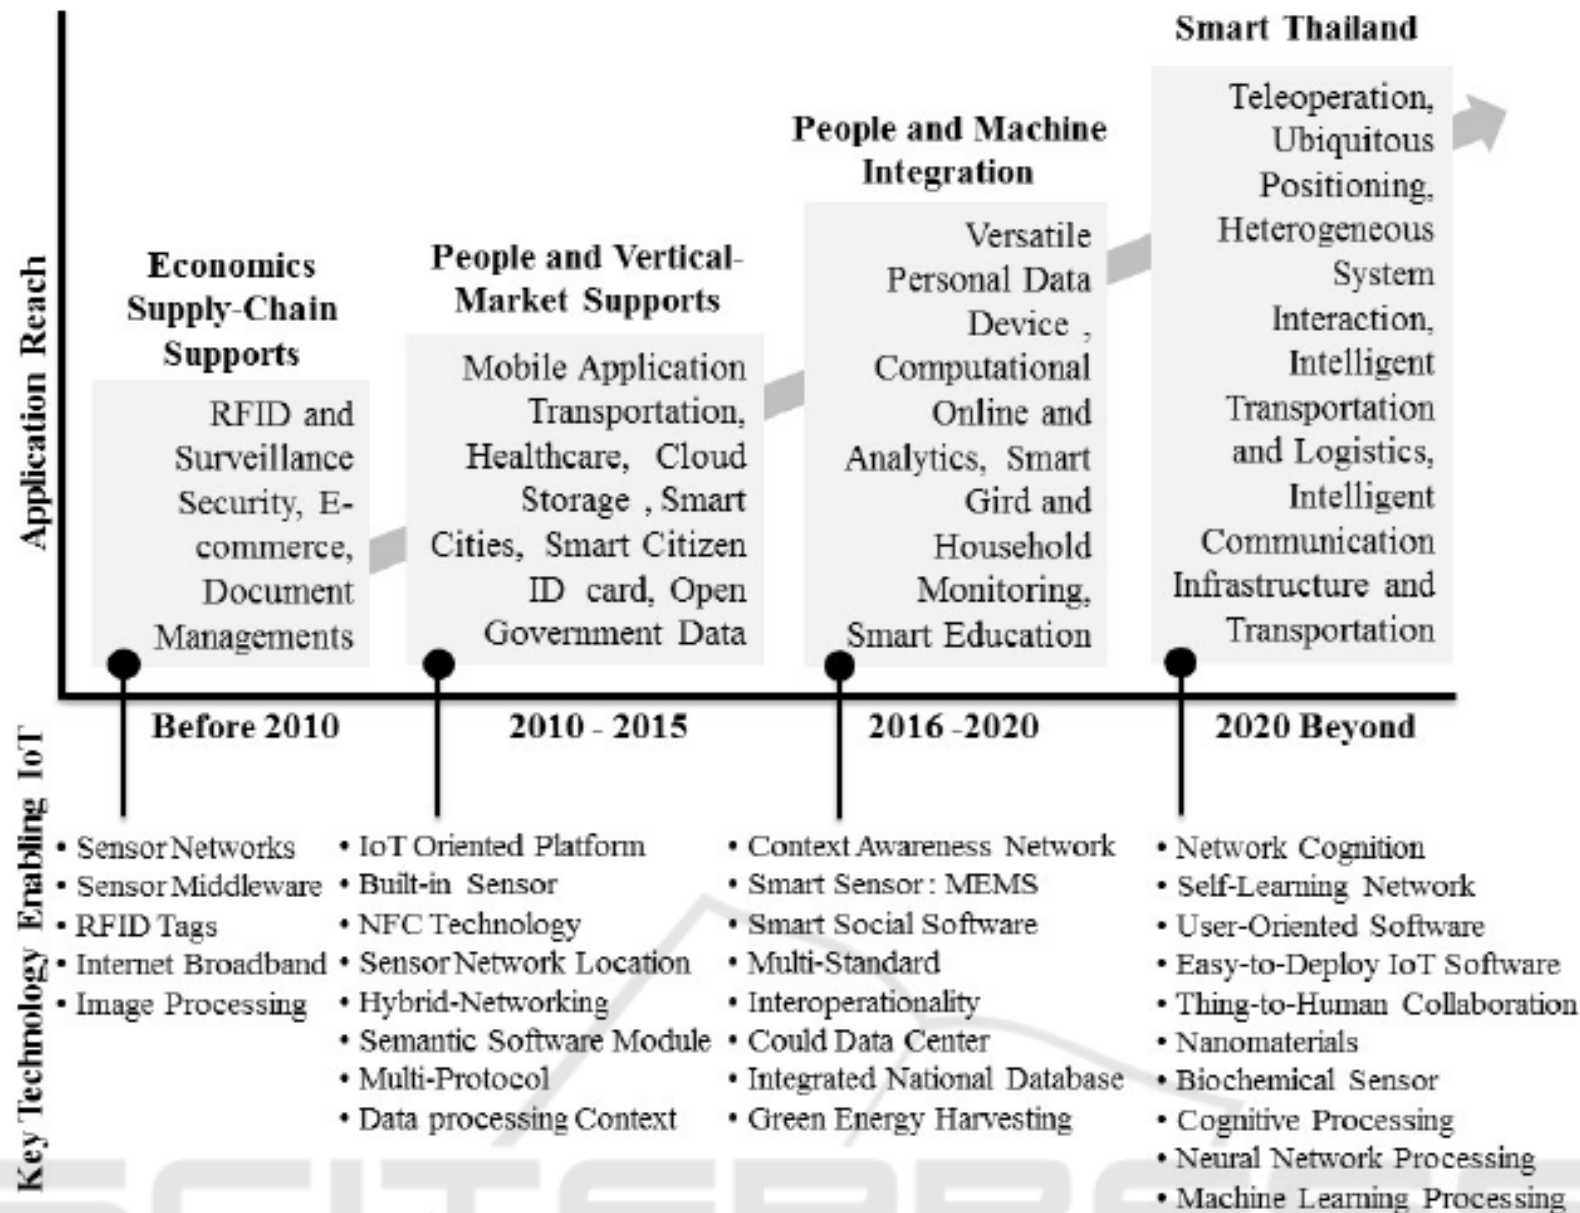 Application Reach
Economics
Supply-Chain
Supports
RFID and
Surveillance
Security, E-
commerce,
Document
Managements
People and Vertical-
Market Supports
Mobile Application
Transportation,
Healthcare, Cloud
Storage , Smart
Cities, Smart Citizen
ID card, Open
Government Data
People and Machine
Integration
Versatile
Personal Data
Device ,
Computational
Online and
Analytics, Smart
Gird and
Household
Monitoring,
Smart Education
Smart Thailand
Teleoperation,
Ubiquitous
Positioning,
Heterogeneous
System
Interaction,
Intelligent
Transportation
and Logistics,
Intelligent
Communication
Infrastructure and
Transportation
Before 2010
2010 - 2015
2016 -2020
2020 Beyond
Key Technology Enabling IoT
• Sensor Networks
• Sensor Middleware
• RFID Tags
• Internet Broadband
• Image Processing
• IoT Oriented Platform
• Built-in Sensor
• NFC Technology
• Sensor Network Location
• Hybrid-Networking
• Semantic Software Module
• Multi-Protocol
• Data processing Context
• Context Awareness Network
• Smart Sensor : MEMS
• Smart Social Software
• Multi-Standard
• Interoperationality
• Could Data Center
• Integrated National Database
• Green Energy Harvesting
• Network Cognition
• Self-Learning Network
• User-Oriented Software
• Easy-to-Deploy IoT Software
• Thing-to-Human Collaboration
• Nanomaterials
• Biochemical Sensor
• Cognitive Processing
• Neural Network Processing
• Machine Learning Processing